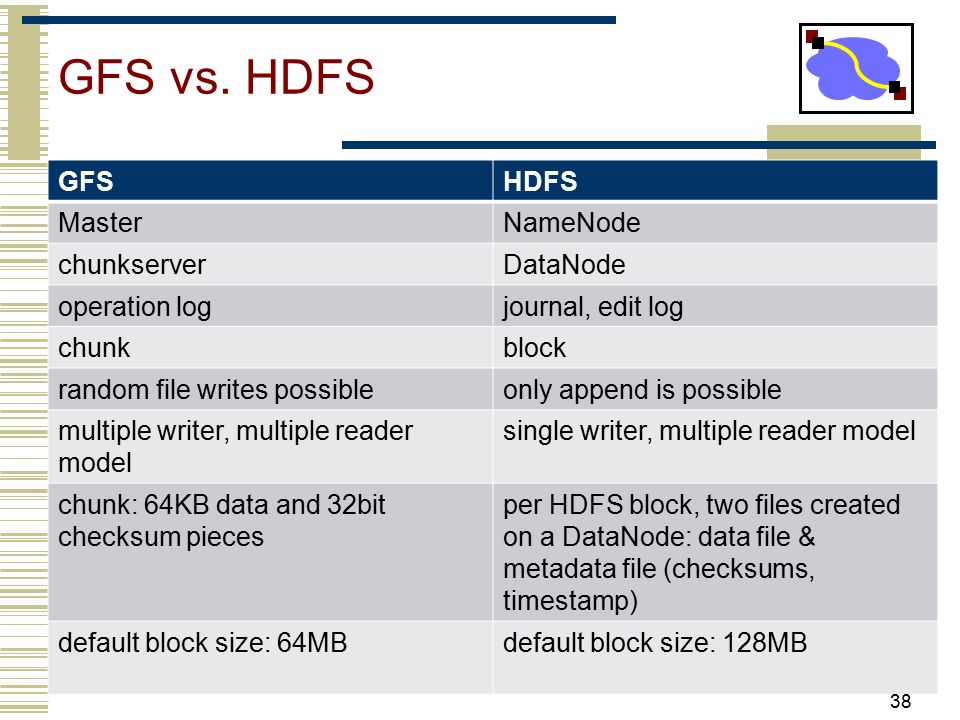 GFS vs. HDFS
GFS
HDFS
Master
NameNode
chunkserver
DataNode
operation log
journal, edit log
chunk
block
random file writes possible
only append is possible
multiple writer, multiple reader
model
single writer, multiple reader model
chunk: 64KB data and 32bit
checksum pieces
per HDFS block, two files created
on a DataNode: data file &
metadata file (checksums,
timestamp)
default block size: 64MB
default block size: 128MB
38